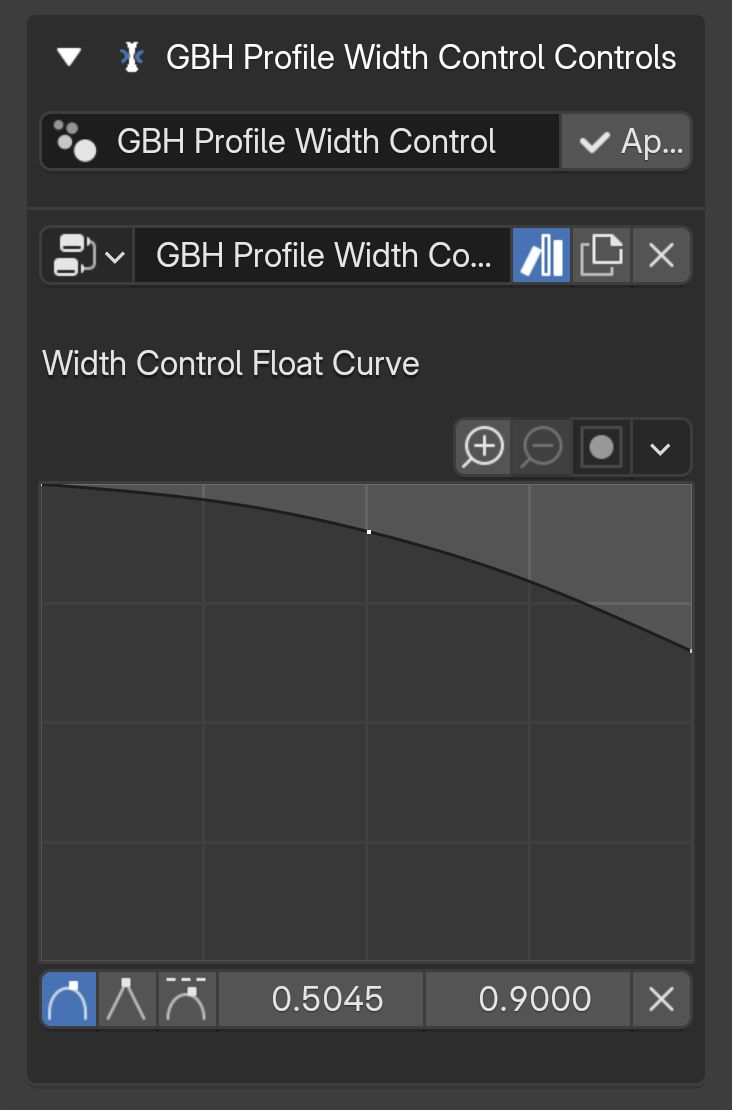 GBH Profile Width Control Controls
GBH Profile Width Control Ap...
GBH Profile Width Co...
Width Control Float Curve
0.5045 0.9000